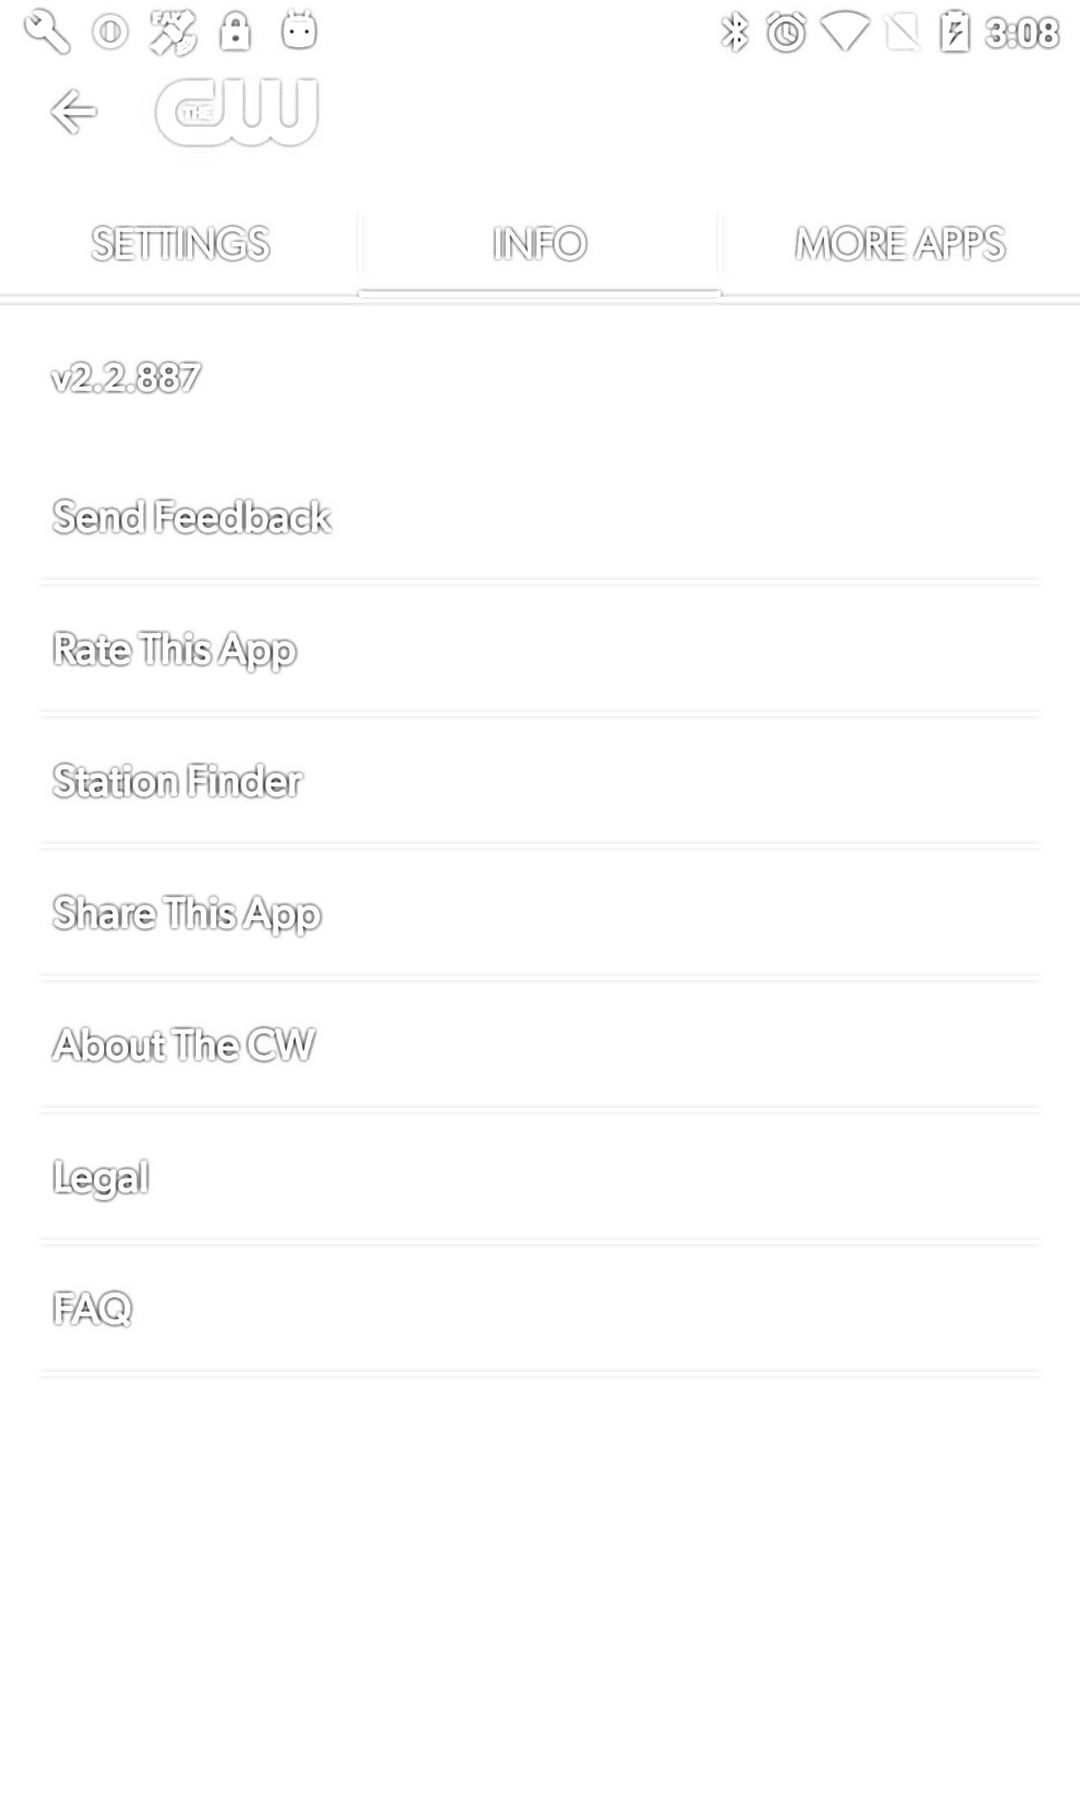 FAK
3:08
THE CW
SETTINGS
INFO
MORE APPS
v2.2.887
Send Feedback
Rate This App
Station Finder
Share This App
About The CW
Legal
FAQ